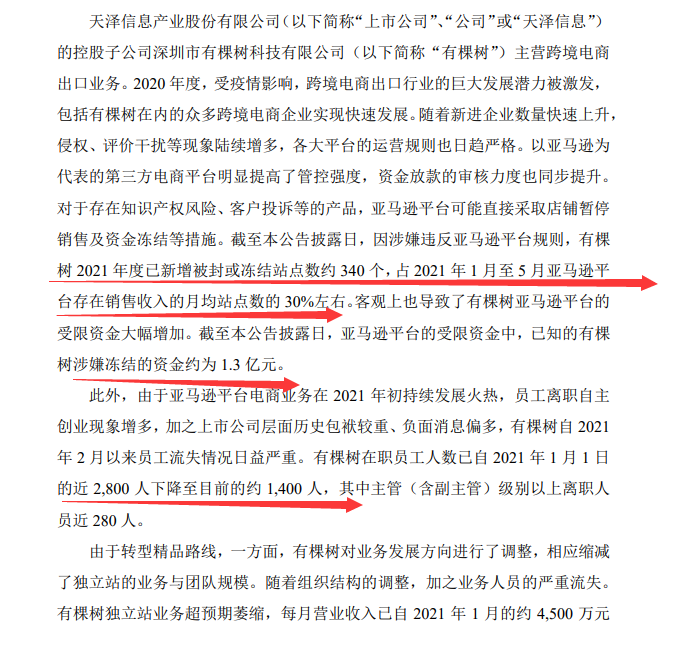 天泽信息产业股份有限公司（以下简称“上市公司”、“公司”或“天泽信息”）
的控股子公司深圳市有棵树科技有限公司（以下简称“有棵树”）主营跨境电商
出口业务。2020 年度，受疫情影响，跨境电商出口行业的巨大发展潜力被激发，
包括有棵树在内的众多跨境电商企业实现快速发展。随着新进企业数量快速上升，
侵权、评价干扰等现象陆续增多，各大平台的运营规则也日趋严格。以亚马逊为
代表的第三方电商平台明显提高了管控强度，资金放款的审核力度也同步提升。
对于存在知识产权风险、客户投诉等的产品，亚马逊平台可能直接采取店铺暂停
销售及资金冻结等措施。截至本公告披露日，因涉嫌违反亚马逊平台规则，有棵
树 2021 年度已新增被封或冻结站点数约 340 个，占 2021 年 1 月至 5 月亚马逊平
台存在销售收入的月均站点数的 30%左右。客观上也导致了有棵树亚马逊平台的
受限资金大幅增加。截至本公告披露日，亚马逊平台的受限资金中，已知的有棵
树涉嫌冻结的资金约为 1.3 亿元。
此外，由于亚马逊平台电商业务在 2021 年初持续发展火热，员工离职自主
创业现象增多，加之上市公司层面历史包袱较重、负面消息偏多，有棵树自 2021
年 2 月以来员工流失情况日益严重。有棵树在职员工人数已自 2021 年 1 月 1 日
的近 2,800 人下降至目前的约 1,400 人，其中主管（含副主管）级别以上离职人
员近 280 人。
由于转型精品路线，一方面，有棵树对业务发展方向进行了调整，相应缩减
了独立站的业务与团队规模。随着组织结构的调整，加之业务人员的严重流失。
有棵树独立站业务超预期萎缩，每月营业收入已自 2021 年 1 月的约 4,500 万元